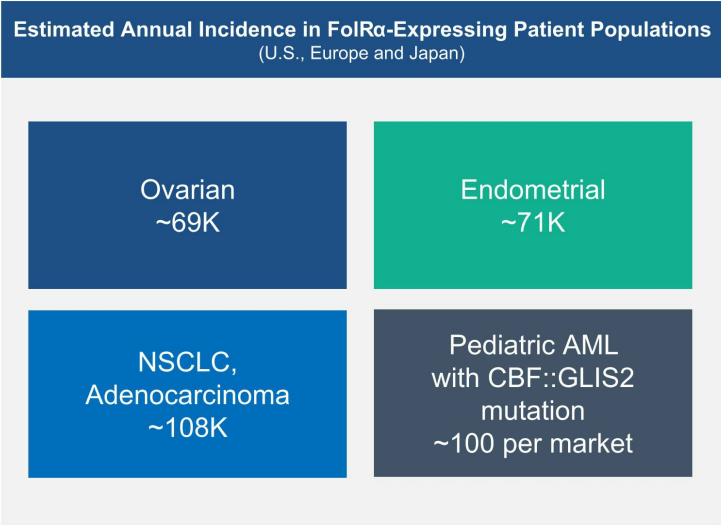 Estimated Annual Incidence in FolRα-Expressing Patient Populations
(U.S., Europe and Japan)
Ovarian
~69K
Endometrial
~71K
NSCLC,
Adenocarcinoma
~108K
Pediatric AML
with CBF::GLIS2
mutation
~100 per market